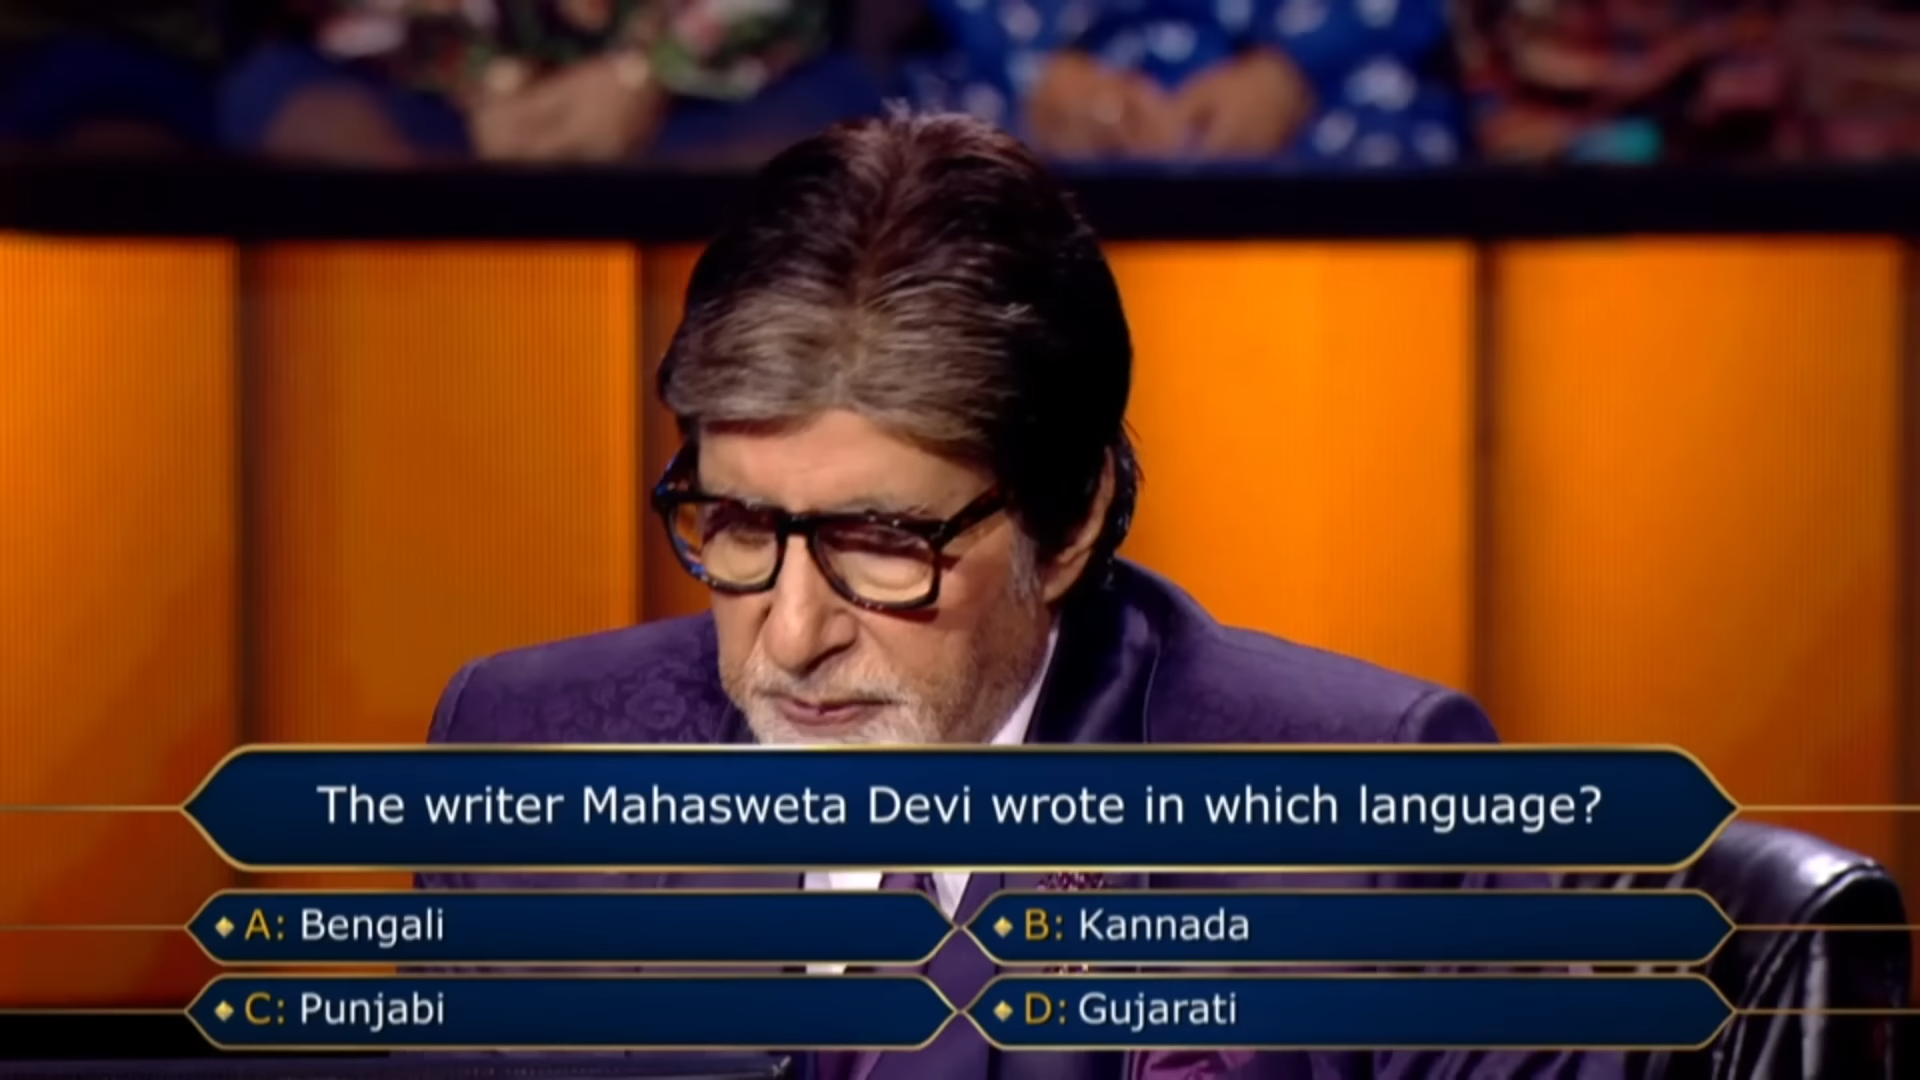 The writer Mahasweta Devi wrote in which language?
A: Bengali
B: Kannada
C: Punjabi
D: Gujarati